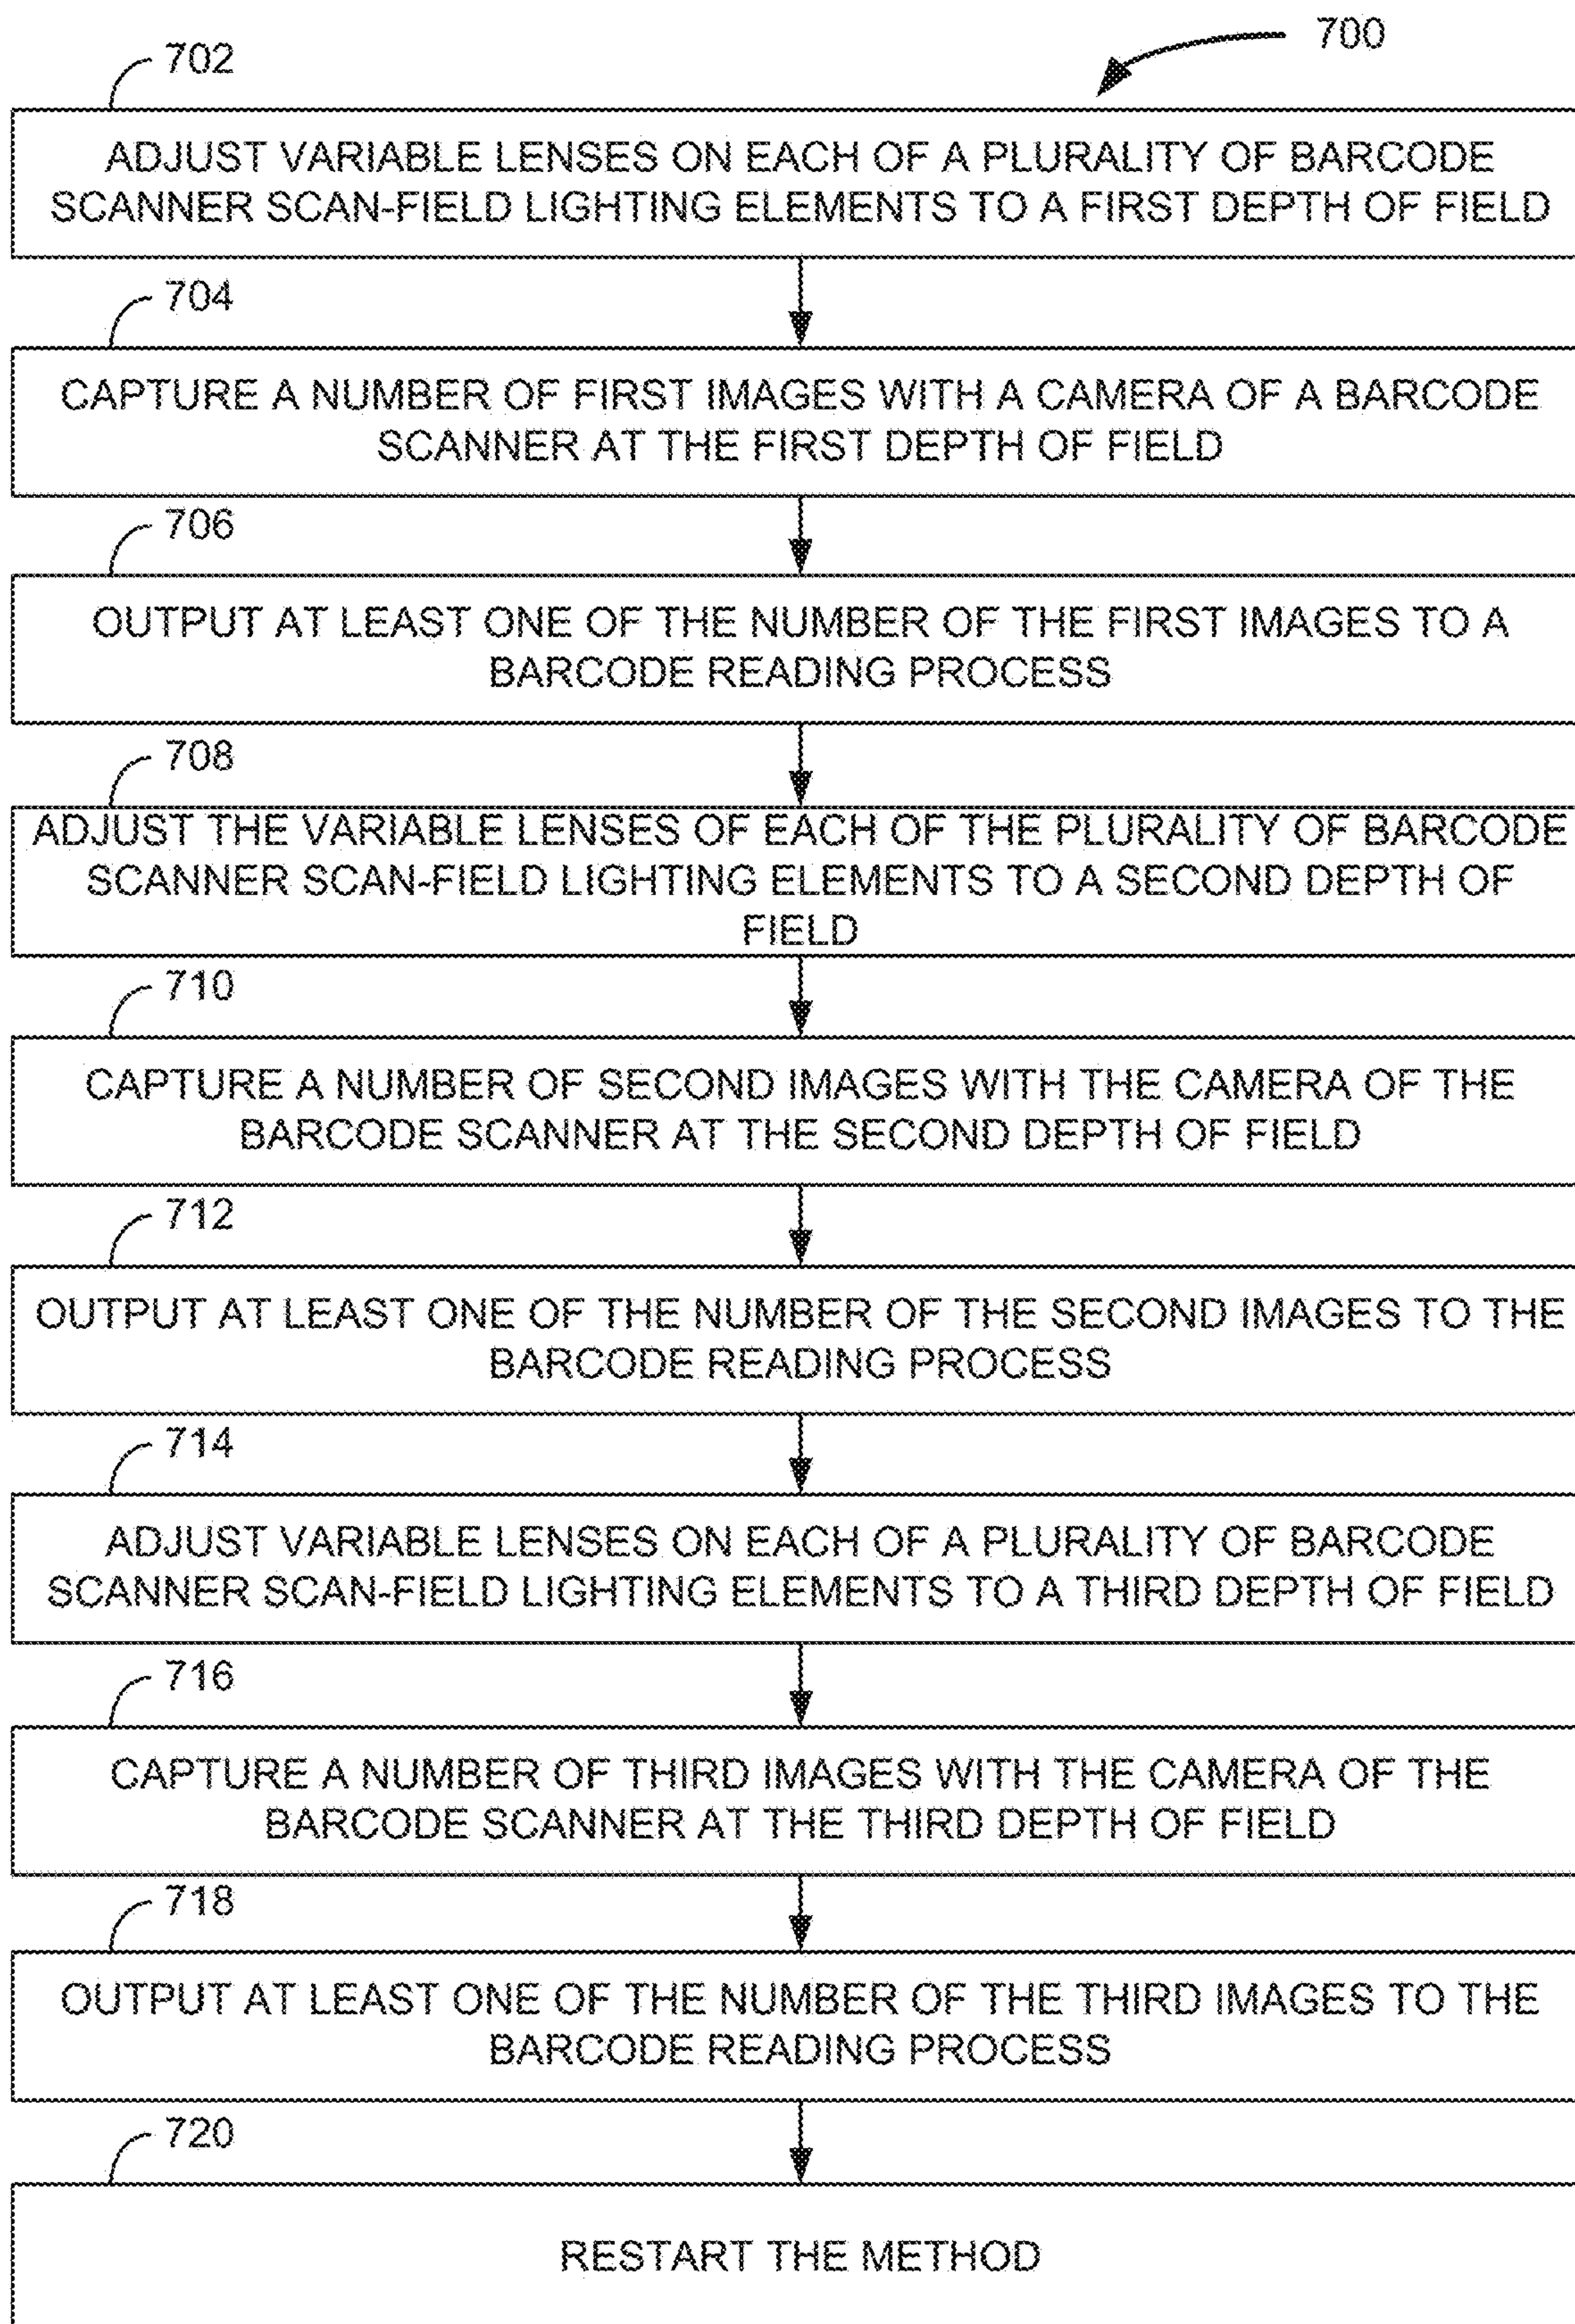 700
702
ADJUST VARIABLE LENSES ON EACH OF A PLURALITY OF BARCODE
SCANNER SCAN-FIELD LIGHTING ELEMENTS TO A FIRST DEPTH OF FIELD
704
CAPTURE A NUMBER OF FIRST IMAGES WITH A CAMERA OF A BARCODE
SCANNER AT THE FIRST DEPTH OF FIELD
706
OUTPUT AT LEAST ONE OF THE NUMBER OF THE FIRST IMAGES TO A
BARCODE READING PROCESS
708
ADJUST THE VARIABLE LENSES OF EACH OF THE PLURALITY OF BARCODE
SCANNER SCAN-FIELD LIGHTING ELEMENTS TO A SECOND DEPTH OF
FIELD
710
CAPTURE A NUMBER OF SECOND IMAGES WITH THE CAMERA OF THE
BARCODE SCANNER AT THE SECOND DEPTH OF FIELD
712
OUTPUT AT LEAST ONE OF THE NUMBER OF THE SECOND IMAGES TO THE
BARCODE READING PROCESS
714
ADJUST VARIABLE LENSES ON EACH OF A PLURALITY OF BARCODE
SCANNER SCAN-FIELD LIGHTING ELEMENTS TO A THIRD DEPTH OF FIELD
716
CAPTURE A NUMBER OF THIRD IMAGES WITH THE CAMERA OF THE
BARCODE SCANNER AT THE THIRD DEPTH OF FIELD
718
OUTPUT AT LEAST ONE OF THE NUMBER OF THE THIRD IMAGES TO THE
BARCODE READING PROCESS
720
RESTART THE METHOD